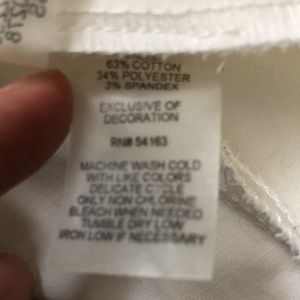 63% COTTON
34% POLYESTER
3% SPANDEX
EXCLUSIVE OF
DECORATION
RN# 54163
MACHINE WASH COLD
WITH LIKE COLORS
DELICATE CYCLE
ONLY NON CHLORINE
BLEACH WHEN NEEDED
TUMBLE DRY LOW
IRON LOW IF NECESSARY